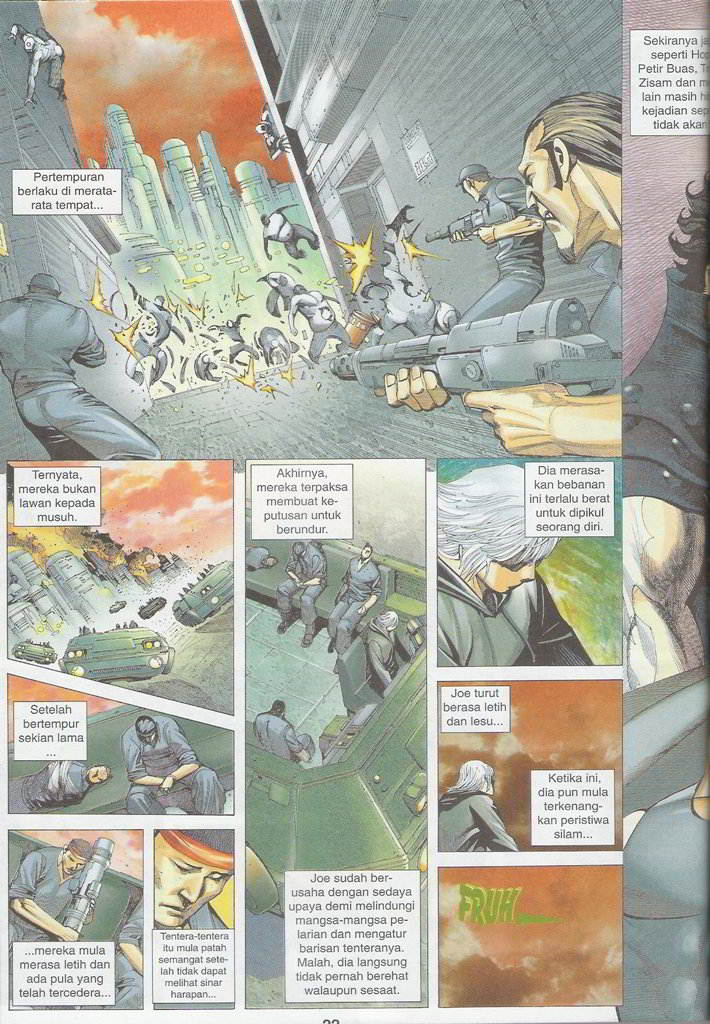 Pertempuran
berlaku di merata-
rata tempat...
Ternyata,
mereka bukan
lawan kepada
musuh.
Setelah
bertempur
sekian lama
...
...mereka mula
merasa letih dan
ada pula yang
telah tercedera...
Tentera-tentera
itu mula patah
semangat sete-
lah tidak dapat
melihat sinar
harapan...
Akhirnya,
mereka terpaksa
membuat ke-
putusan untuk
berundur.
Joe sudah ber-
usaha dengan sedaya
upaya demi melindungi
mangsa-mangsa pe-
larian dan mengatur
barisan tenteranya.
Malah, dia langsung
tidak pernah berehat
walaupun sesaat.
Dia merasa-
kan bebanan
ini terlalu berat
untuk dipikul
seorang diri.
Joe turut
berasa letih
dan lesu...
Ketika ini,
dia pun mula
terkenang-
kan peristiwa
silam...
FRUH
Sekiranya
seperti
Petir Buas,
Zisam dan
lain masih
kejadian
tidak